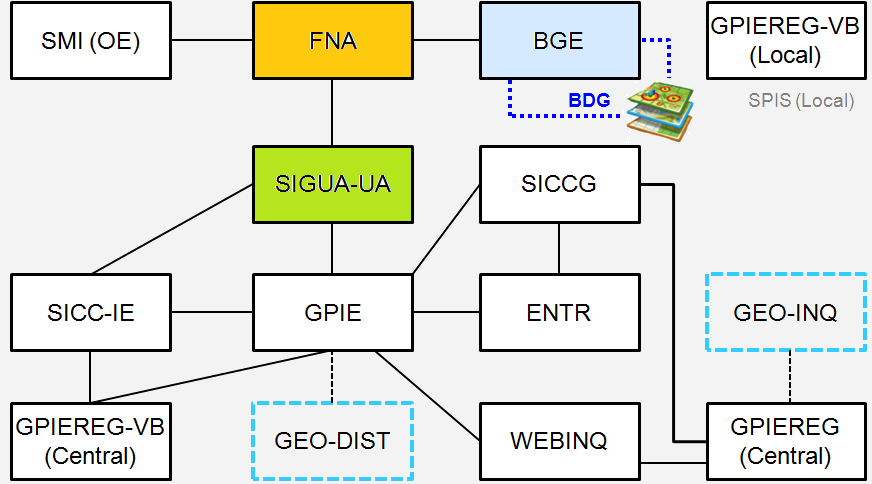 SMI (OE)
FNA
BGE
GPIEREG-VB
(Local)
BDG
SPIS (Local)
SIGUA-UA
SICCG
SICC-IE
GPIE
ENTR
GEO-INQ
GPIEREG-VB
(Central)
GEO-DIST
WEBINQ
GPIEREG
(Central)